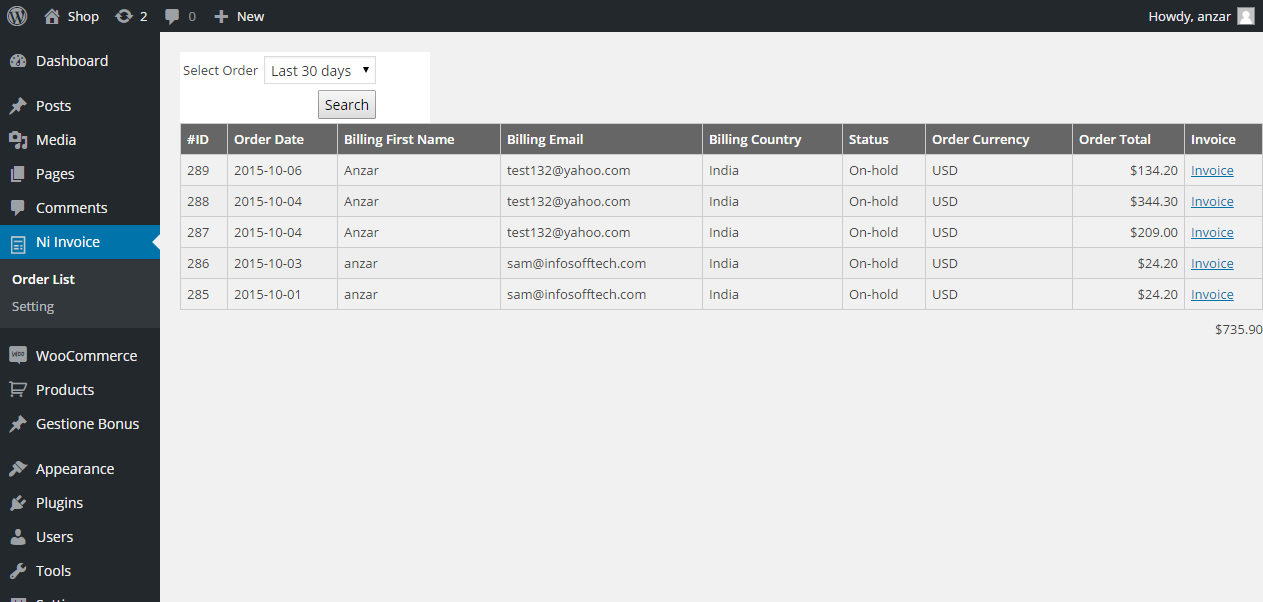 Shop 2 0 New Howdy, anzar
Dashboard
Posts
Media
Pages
Comments
Ni Invoice
Order List
Setting
WooCommerce
Products
Gestione Bonus
Appearance
Plugins
Users
Tools
Select Order Last 30 days
Search
#ID Order Date Billing First Name Billing Email Billing Country Status Order Currency Order Total Invoice
289 2015-10-06 Anzar test132@yahoo.com India On-hold USD $134.20 Invoice
288 2015-10-04 Anzar test132@yahoo.com India On-hold USD $344.30 Invoice
287 2015-10-04 Anzar test132@yahoo.com India On-hold USD $209.00 Invoice
286 2015-10-03 anzar sam@infosofftech.com India On-hold USD $24.20 Invoice
285 2015-10-01 anzar sam@infosofftech.com India On-hold USD $24.20 Invoice
$735.90